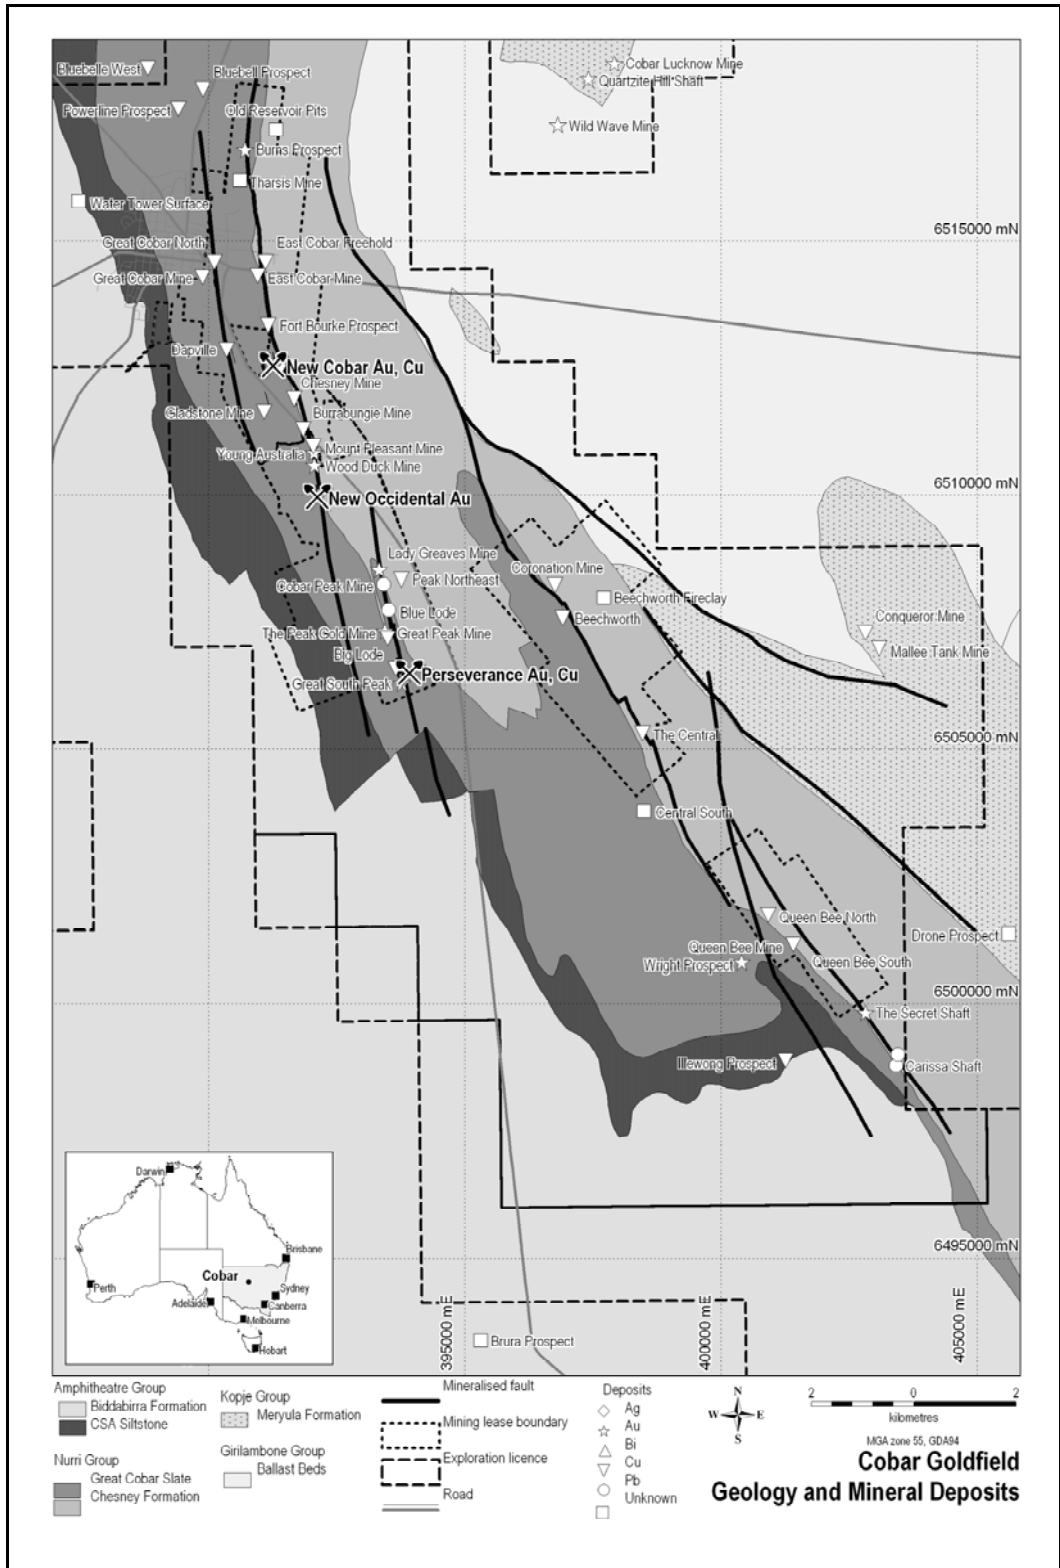 Bluebelle West
Bluebell Prospect
Powerline Prospect
Old Reservoir Pits
Burns Prospect
Tharsis Mine
Water Tower Surface
Great Cobar North
East Cobar Freehold
Great Cobar Mine
East Cobar Mine
Fort Bourke Prospect
Dapville
New Cobar Au, Cu
Chesney Mine
Gladstone Mine
Burrabungie Mine
Young Australia
Mount Pleasant Mine
Wood Duck Mine
New Occidental Au
Cobar Lucknow Mine
Quartzite Hill Shaft
Wild Wave Mine
6515000 mN
6510000 mN
Lady Greaves Mine
Cobar Peak Mine
Peak Northeast
Blue Lode
The Peak Gold Mine
Great Peak Mine
Big Lode
Great South Peak
Perseverance Au, Cu
Coronation Mine
Beechworth Fireclay
Beechworth
Conqueror Mine
Mallee Tank Mine
The Central
6505000 mN
Central South
Queen Bee North
Drone Prospect
Queen Bee Mine
Wright Prospect
Queen Bee South
6500000 mN
The Secret Shaft
Illewong Prospect
Carissa Shaft
6495000 mN
395000 mE
400000 mE
405000 mE
Brura Prospect
Darwin
Brisbane
Cobar
Perth
Sydney
Adelaide
Canberra
Melbourne
Hobart
Amphitheatre Group
Biddabirra Formation
CSA Siltstone
Nurri Group
Great Cobar Slate
Chesney Formation
Kopje Group
Meryula Formation
Girilambone Group
Ballast Beds
Mineralised fault
Mining lease boundary
Exploration licence
Road
Deposits
Ag
Au
Bi
Cu
Pb
Unknown
N
W E
S
2 0 2
kilometres
MGA zone 55, GDA94
Cobar Goldfield
Geology and Mineral Deposits